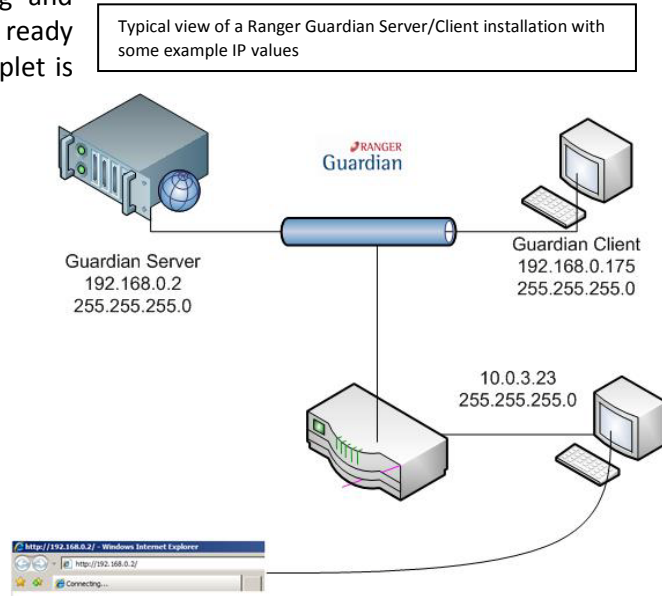 ready
plet is
Typical view of a Ranger Guardian Server/Client installation with
some example IP values
RANGER
Guardian
Guardian Server
192.168.0.2
255.255.255.0
Guardian Client
192.168.0.175
255.255.255.0
10.0.3.23
255.255.255.0
http://192.168.0.2/ - Windows Internet Explorer
http://192.168.0.2/
Connecting...